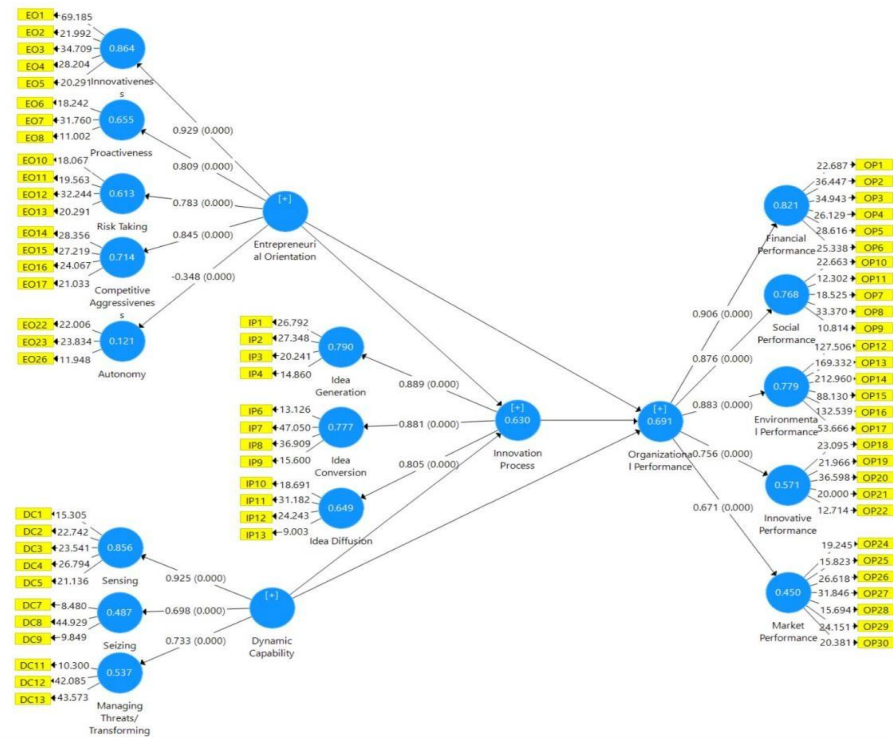 EO1 69.185
EO2 21.992
EO3 34.709
EO4 28.204
EO5 20.291
0.864
Innovativenes
s
EO6 18.242
EO7 31.760
EO8 11.002
0.655
Proactiveness
EO10 18.067
EO11 19.563
EO12 32.244
EO13 20.291
0.613
Risk Taking
EO14 28.356
EO15 27.219
EO16 24.067
EO17 21.033
0.714
Competitive
Aggressivenes
s
EO22 22.006
EO23 23.834
EO26 11.948
0.121
Autonomy
0.929 (0.000)
0.809 (0.000)
0.783 (0.000)
0.845 (0.000)
-0.348 (0.000)
[+]
Entrepreneuri
al Orientation
IP1 26.792
IP2 27.348
IP3 20.241
IP4 14.860
0.790
Idea
Generation
IP6 13.126
IP7 47.050
IP8 36.909
IP9 15.600
0.777
Idea
Conversion
IP10 18.691
IP11 31.182
IP12 24.243
IP13 9.003
0.649
Idea Diffusion
0.889 (0.000)
0.881 (0.000)
0.805 (0.000)
[+]
0.630
Innovation
Process
DC1 15.305
DC2 22.742
DC3 23.541
DC4 26.794
DC5 21.136
0.856
Sensing
DC7 8.480
DC8 44.929
DC9 9.849
0.487
Seizing
DC11 10.300
DC12 42.085
DC13 43.573
0.537
Managing
Threats/
Transforming
0.925 (0.000)
0.698 (0.000)
0.733 (0.000)
[+]
Dynamic
Capability
[+]
0.691
Organizationa
l Performance
0.906 (0.000)
0.876 (0.000)
0.883 (0.000)
0.756 (0.000)
0.671 (0.000)
0.821
Financial
Performance
22.687 OP1
36.447 OP2
34.943 OP3
26.129 OP4
28.616 OP5
25.338 OP6
0.768
Social
Performance
22.663 OP10
12.302 OP11
18.525 OP7
33.370 OP8
10.814 OP9
0.779
Environmenta
l Performance
127.506 OP12
169.332 OP13
212.960 OP14
88.130 OP15
132.539 OP16
53.666 OP17
0.571
Innovative
Performance
23.095 OP18
21.966 OP19
36.598 OP20
20.000 OP21
12.714 OP22
0.450
Market
Performance
19.245 OP24
15.823 OP25
26.618 OP26
31.846 OP27
15.694 OP28
24.151 OP29
20.381 OP30